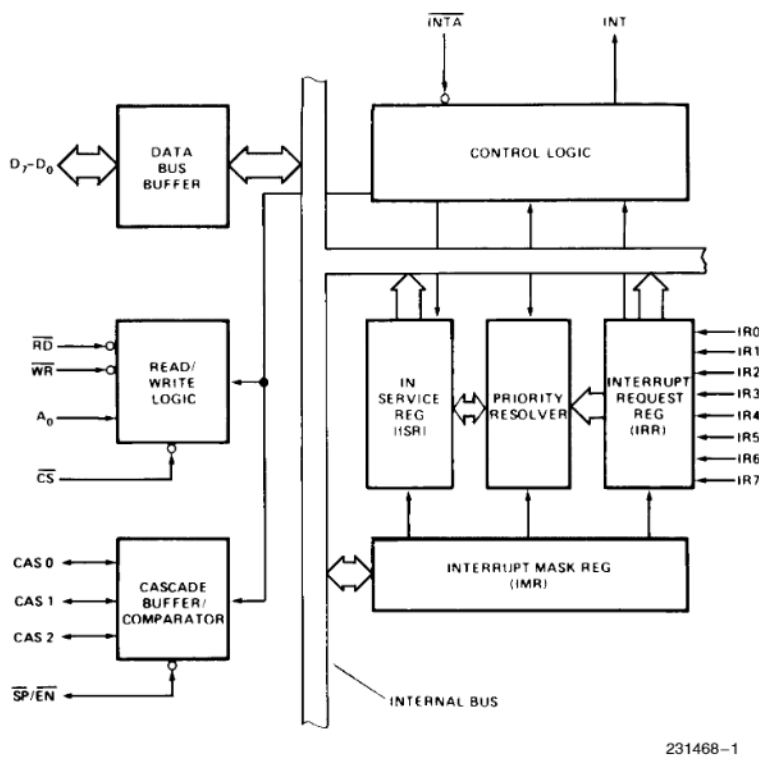 INTA
INT
DATA
BUS
BUFFER
D7-D0
CONTROL LOGIC
RD
WR
A0
CS
READ/
WRITE
LOGIC
IN
SERVICE
REG
(ISR)
PRIORITY
RESOLVER
INTERRUPT
REQUEST
REG
(IRR)
IR0
IR1
IR2
IR3
IR4
IR5
IR6
IR7
CAS 0
CAS 1
CAS 2
SP/EN
CASCADE
BUFFER/
COMPARATOR
INTERRUPT MASK REG
(IMR)
INTERNAL BUS
231468-1